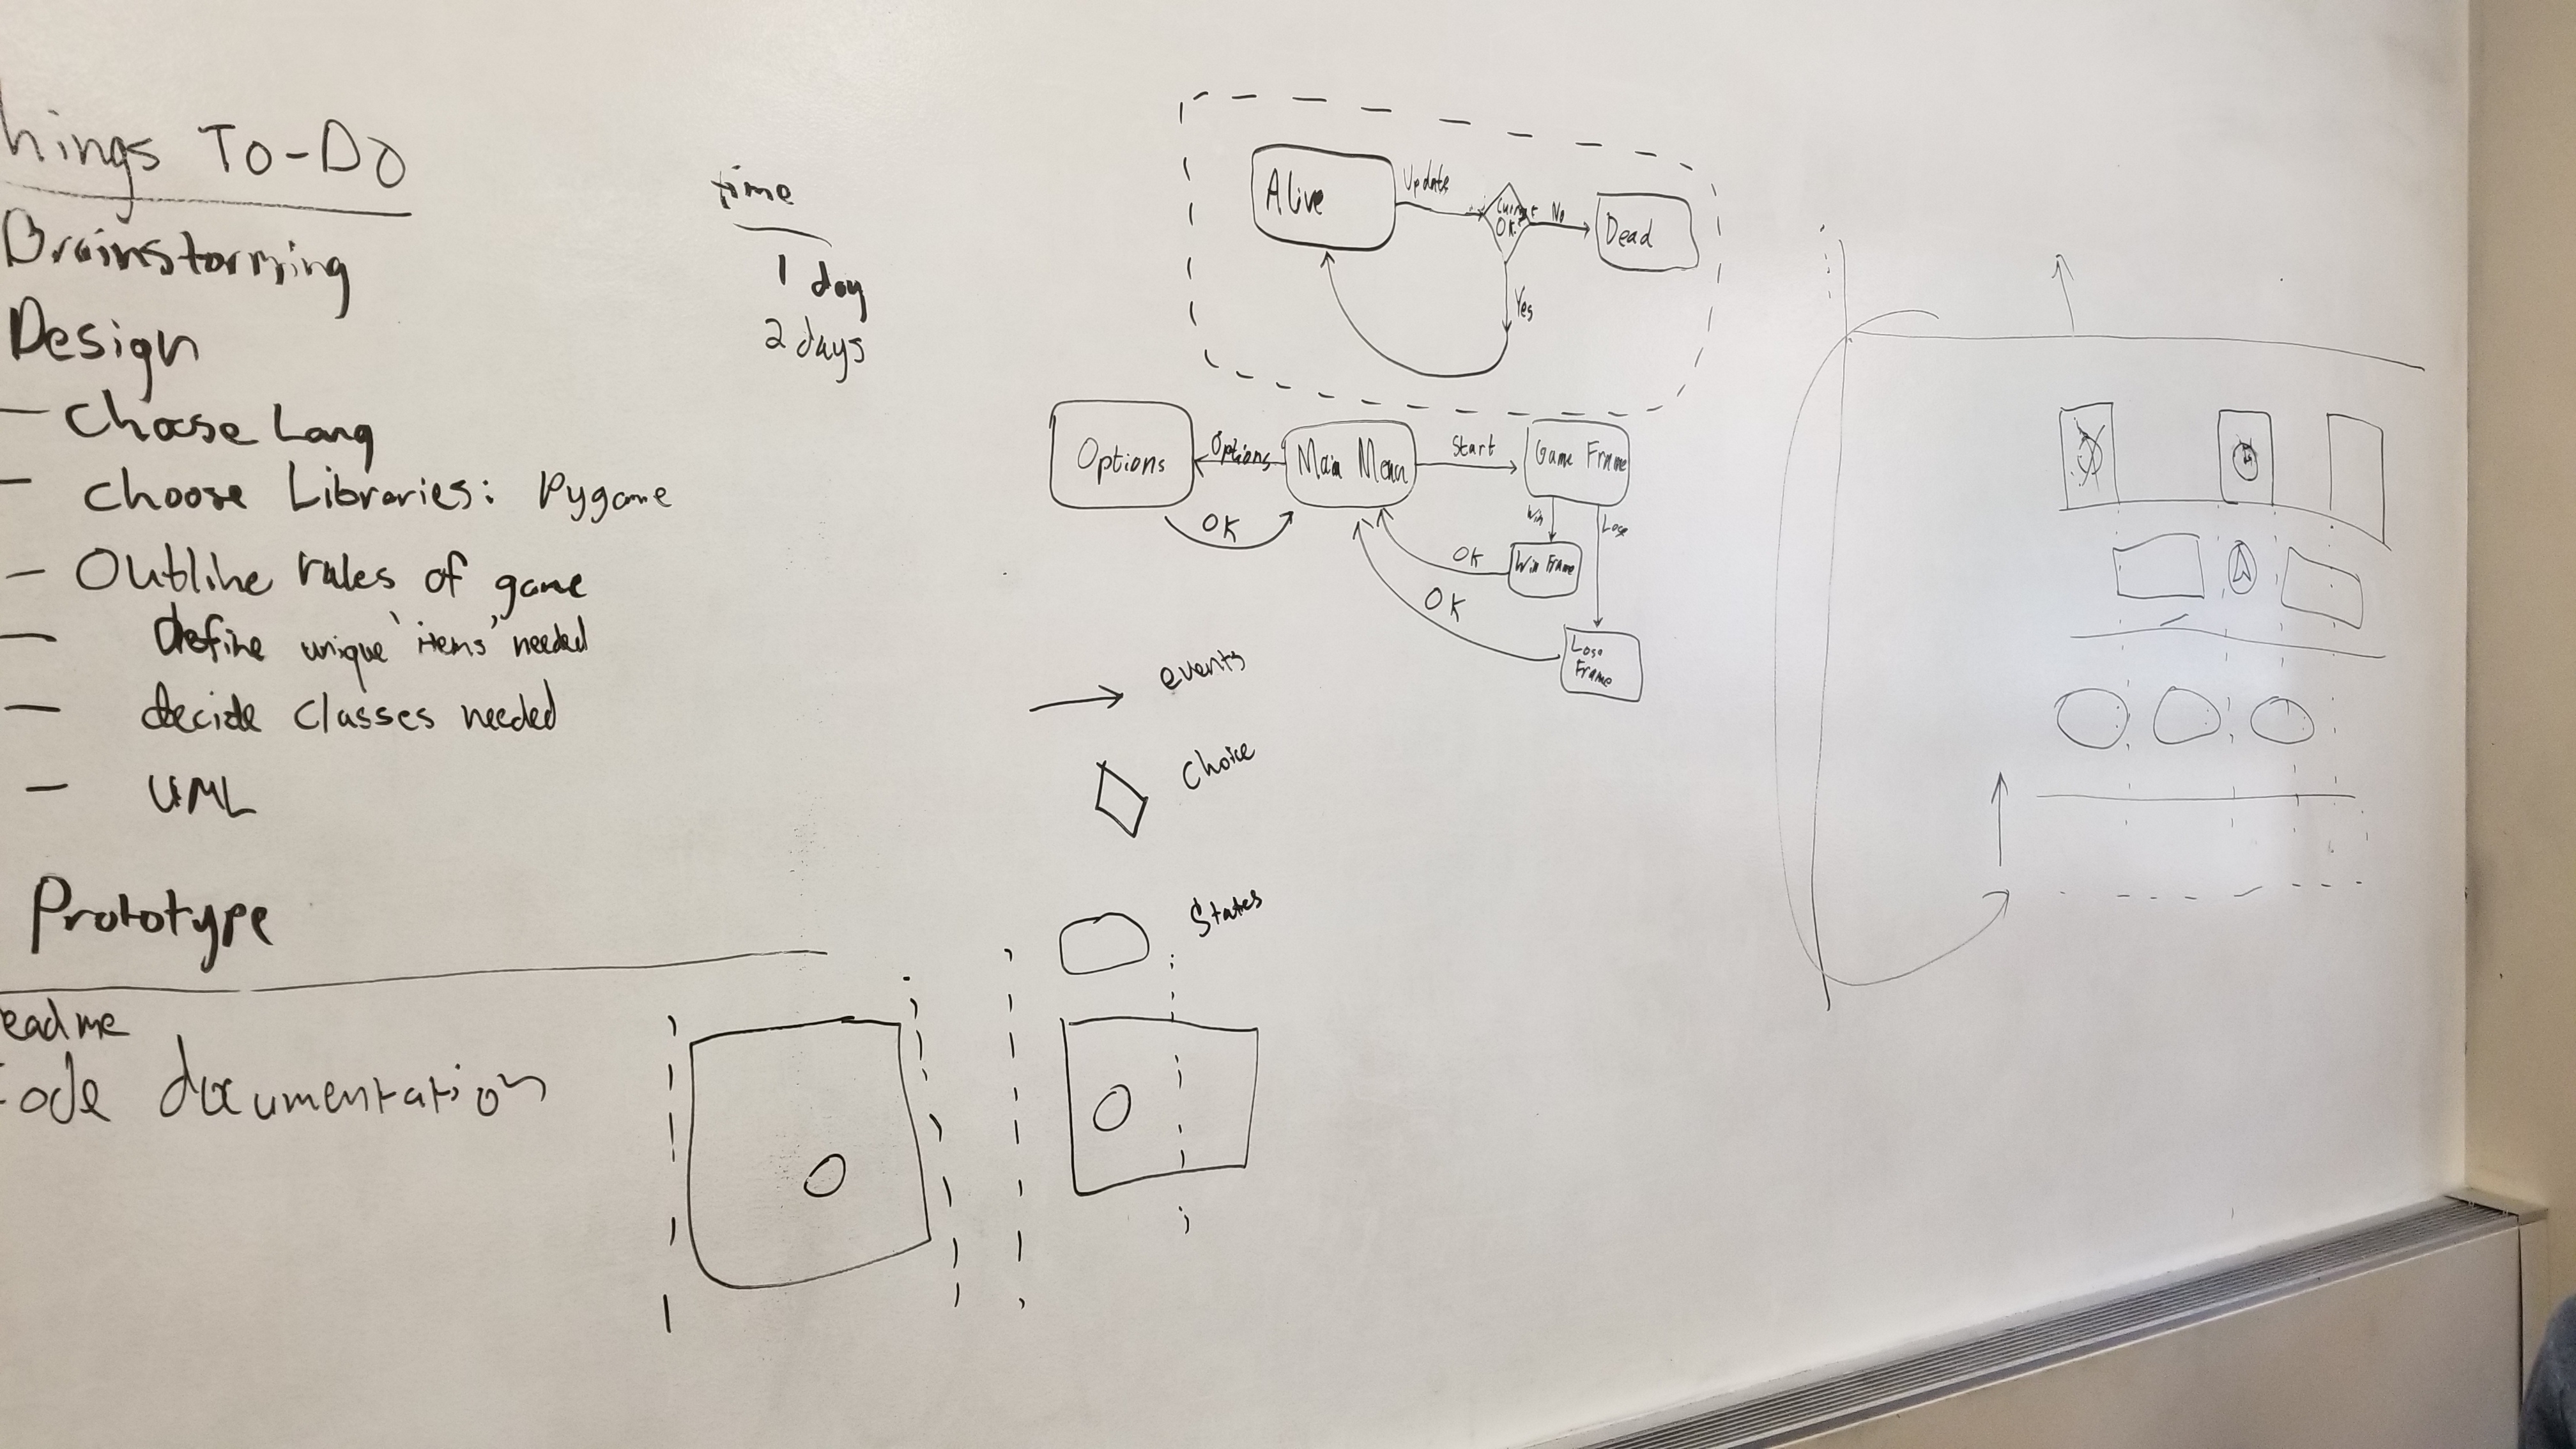 hings To-Do
time
Brainstorming
1 day
Design
2 days
— Choose Lang
— choose Libraries: Pygame
— Outline rules of game
— define unique 'items' needed
— decide classes needed
— UML
Prototype
eadme
ode documentation
Alive
Update
OK?
No
Dead
Yes
Options
Options
Main Menu
Start
Game Frame
OK
Win
Lose
OK
Win Frame
OK
Lose
Frame
events
Choice
States